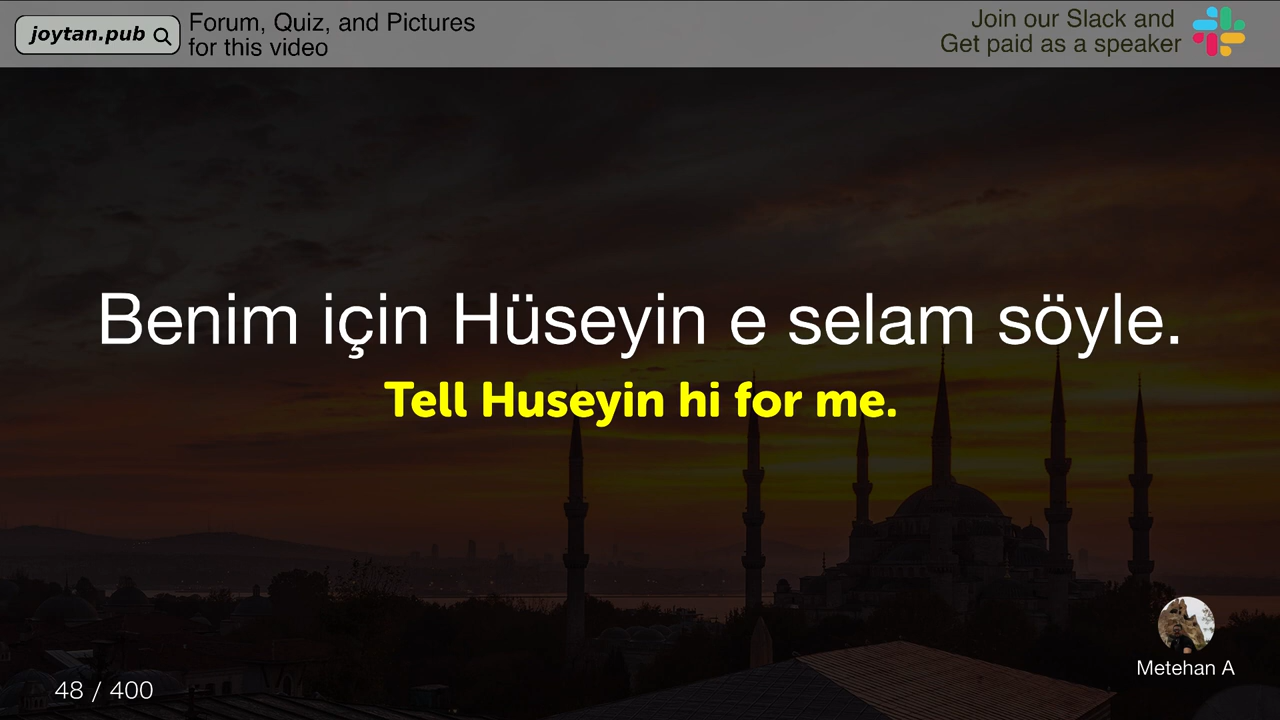 joytan.pub
Forum, Quiz, and Pictures
for this video
Join our Slack and
Get paid as a speaker
Benim için Hüseyin e selam söyle.
Tell Huseyin hi for me.
Metehan A
48 / 400